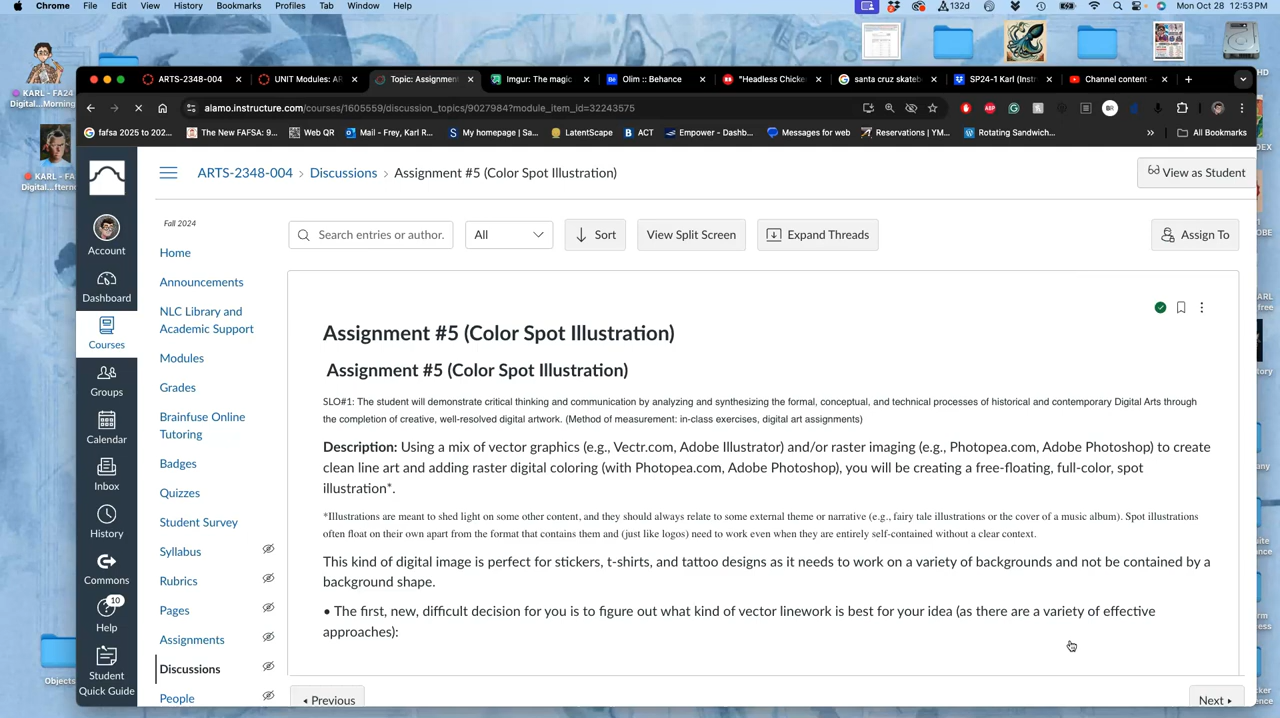 Chrome File Edit View History Bookmarks Profiles Tab Window Help 132d Mon Oct 28 12:53 PM
KARL - FA24
Digital...Morning
KARL - FA
Digital...ftern
Objects
ARTS-2348-004 UNIT Modules: AR Topic: Assignmen Imgur: The magic Olim :: Behance "Headless Chicke santa cruz skateb SP24-1 Karl (Inst Channel content -
alamo.instructure.com/courses/1605559/discussion_topics/9027984?module_item_id=32243575
fafsa 2025 to 202... The New FAFSA: 9... Web QR Mail - Frey, Karl R... My homepage | Sa... LatentScape ACT Empower - Dashb... Messages for web Reservations | YM... Rotating Sandwich... All Bookmarks
ARTS-2348-004 › Discussions › Assignment #5 (Color Spot Illustration)
View as Student
Account
Dashboard
Courses
Groups
Calendar
Inbox
History
Commons
10
Help
Student
Quick Guide
Fall 2024
Home
Announcements
NLC Library and
Academic Support
Modules
Grades
Brainfuse Online
Tutoring
Badges
Quizzes
Student Survey
Syllabus
Rubrics
Pages
Assignments
Discussions
People
Search entries or author. All Sort View Split Screen Expand Threads Assign To
Assignment #5 (Color Spot Illustration)
Assignment #5 (Color Spot Illustration)
SLO#1: The student will demonstrate critical thinking and communication by analyzing and synthesizing the formal, conceptual, and technical processes of historical and contemporary Digital Arts through
the completion of creative, well-resolved digital artwork. (Method of measurement: in-class exercises, digital art assignments)
Description: Using a mix of vector graphics (e.g., Vectr.com, Adobe Illustrator) and/or raster imaging (e.g., Photopea.com, Adobe Photoshop) to create
clean line art and adding raster digital coloring (with Photopea.com, Adobe Photoshop), you will be creating a free-floating, full-color, spot
illustration*.
*Illustrations are meant to shed light on some other content, and they should always relate to some external theme or narrative (e.g., fairy tale illustrations or the cover of a music album). Spot illustrations
often float on their own apart from the format that contains them and (just like logos) need to work even when they are entirely self-contained without a clear context.
This kind of digital image is perfect for stickers, t-shirts, and tattoo designs as it needs to work on a variety of backgrounds and not be contained by a
background shape.
• The first, new, difficult decision for you is to figure out what kind of vector linework is best for your idea (as there are a variety of effective
approaches):
◂ Previous
Next ▸